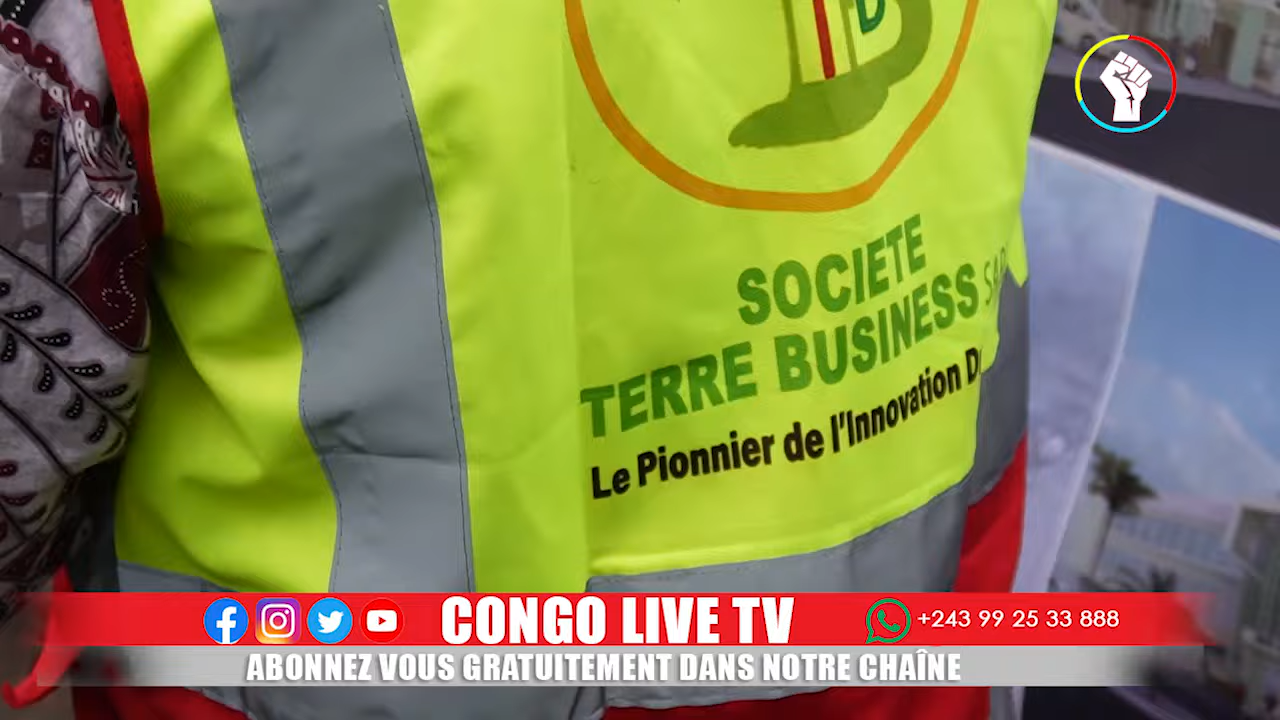 SOCIETE
TERRE BUSINESS
Le Pionnier de l'Innovation
CONGO LIVE TV
+243 99 25 33 888
ABONNEZ VOUS GRATUITEMENT DANS NOTRE CHAÎNE